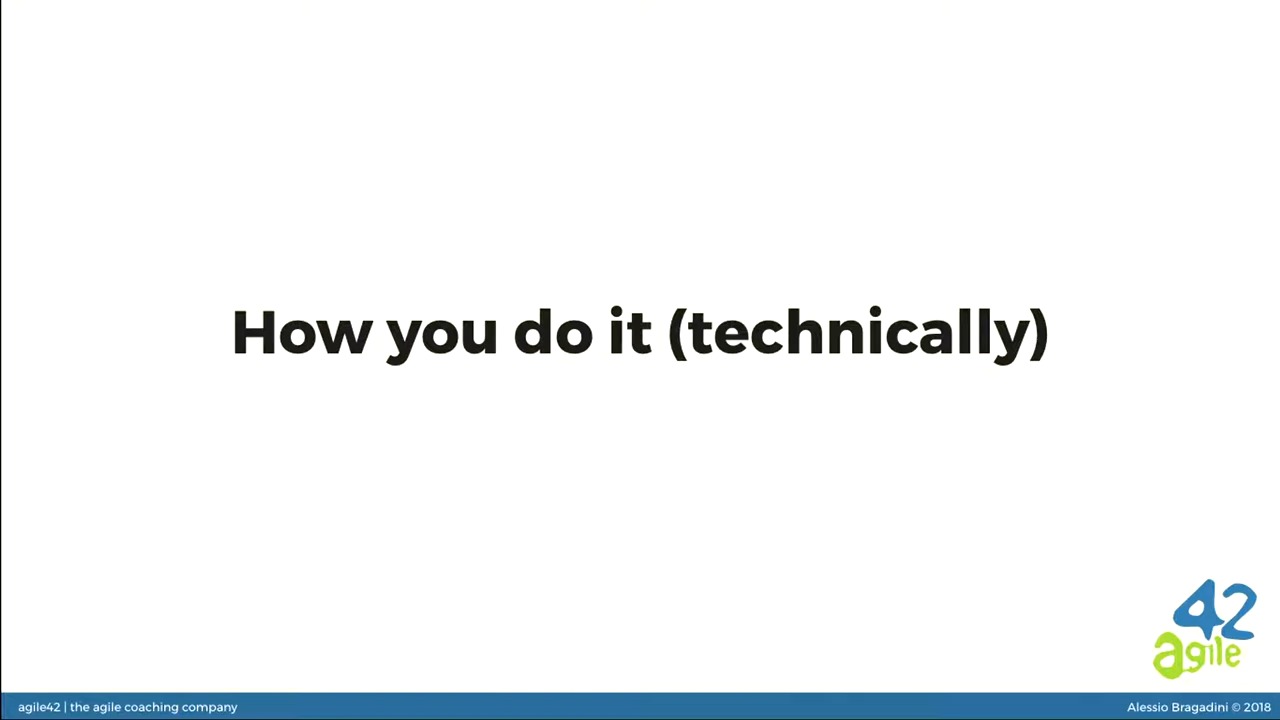 How you do it (technically)
42
agile
agile42 | the agile coaching company
Alessio Bragadini © 2018